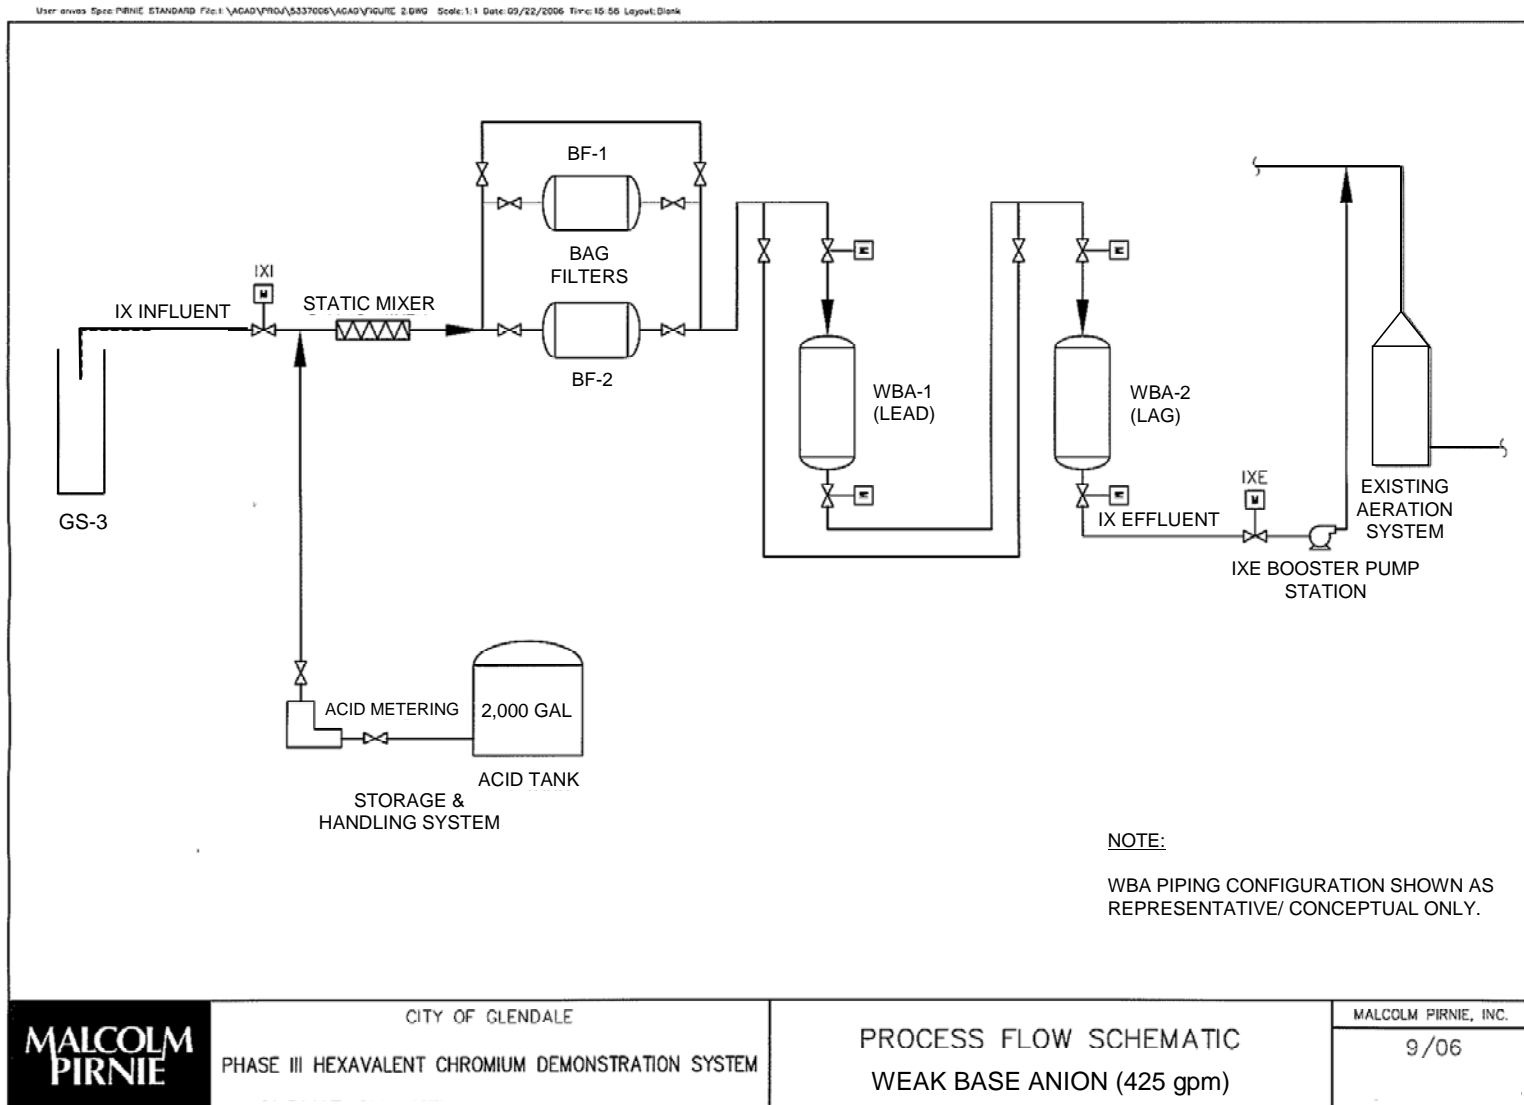 User: anvas Spec: PIRNIE STANDARD File: I:\ACAD\PROJ\5337006\ACAD\FIGURE 2.DWG Scale: 1:1 Date: 09/22/2006 Time: 16:56 Layout: Blank
BF-1
BAG
FILTERS
BF-2
IXI
M
IX INFLUENT
STATIC MIXER
GS-3
WBA-1
(LEAD)
WBA-2
(LAG)
IXE
M
IX EFFLUENT
EXISTING
AERATION
SYSTEM
IXE BOOSTER PUMP
STATION
ACID METERING
2,000 GAL
ACID TANK
STORAGE &
HANDLING SYSTEM
NOTE:
WBA PIPING CONFIGURATION SHOWN AS
REPRESENTATIVE/ CONCEPTUAL ONLY.
MALCOLM
PIRNIE
CITY OF GLENDALE
PHASE III HEXAVALENT CHROMIUM DEMONSTRATION SYSTEM
PROCESS FLOW SCHEMATIC
WEAK BASE ANION (425 gpm)
MALCOLM PIRNIE, INC.
9/06